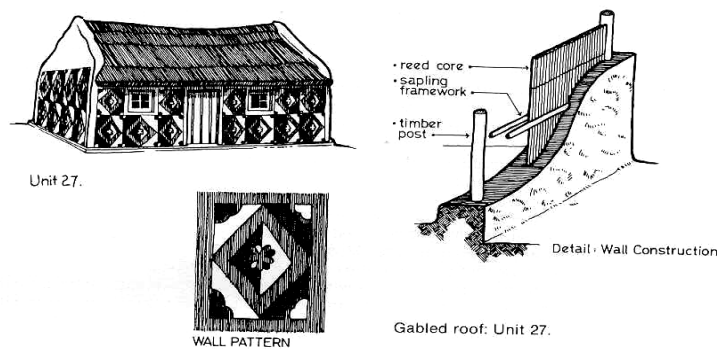 Unit 27.
WALL PATTERN
• reed core
• sapling
framework
• timber
post
Detail: Wall Construction
Gabled roof: Unit 27.